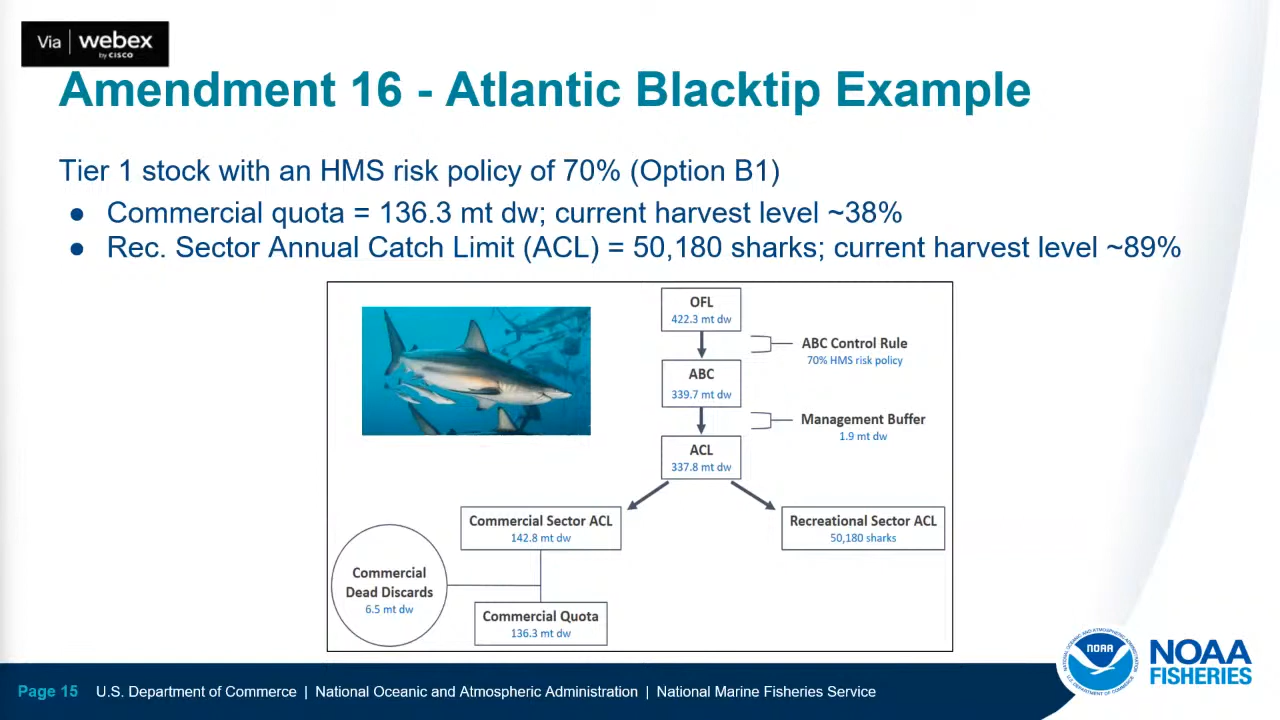 Via | webex
by CISCO
Amendment 16 - Atlantic Blacktip Example
Tier 1 stock with an HMS risk policy of 70% (Option B1)
● Commercial quota = 136.3 mt dw; current harvest level ~38%
● Rec. Sector Annual Catch Limit (ACL) = 50,180 sharks; current harvest level ~89%
OFL
422.3 mt dw
ABC Control Rule
70% HMS risk policy
ABC
339.7 mt dw
Management Buffer
1.9 mt dw
ACL
337.8 mt dw
Commercial Sector ACL
142.8 mt dw
Recreational Sector ACL
50,180 sharks
Commercial
Dead Discards
6.5 mt dw
Commercial Quota
136.3 mt dw
NOAA
NOAA
FISHERIES
Page 15 U.S. Department of Commerce | National Oceanic and Atmospheric Administration | National Marine Fisheries Service